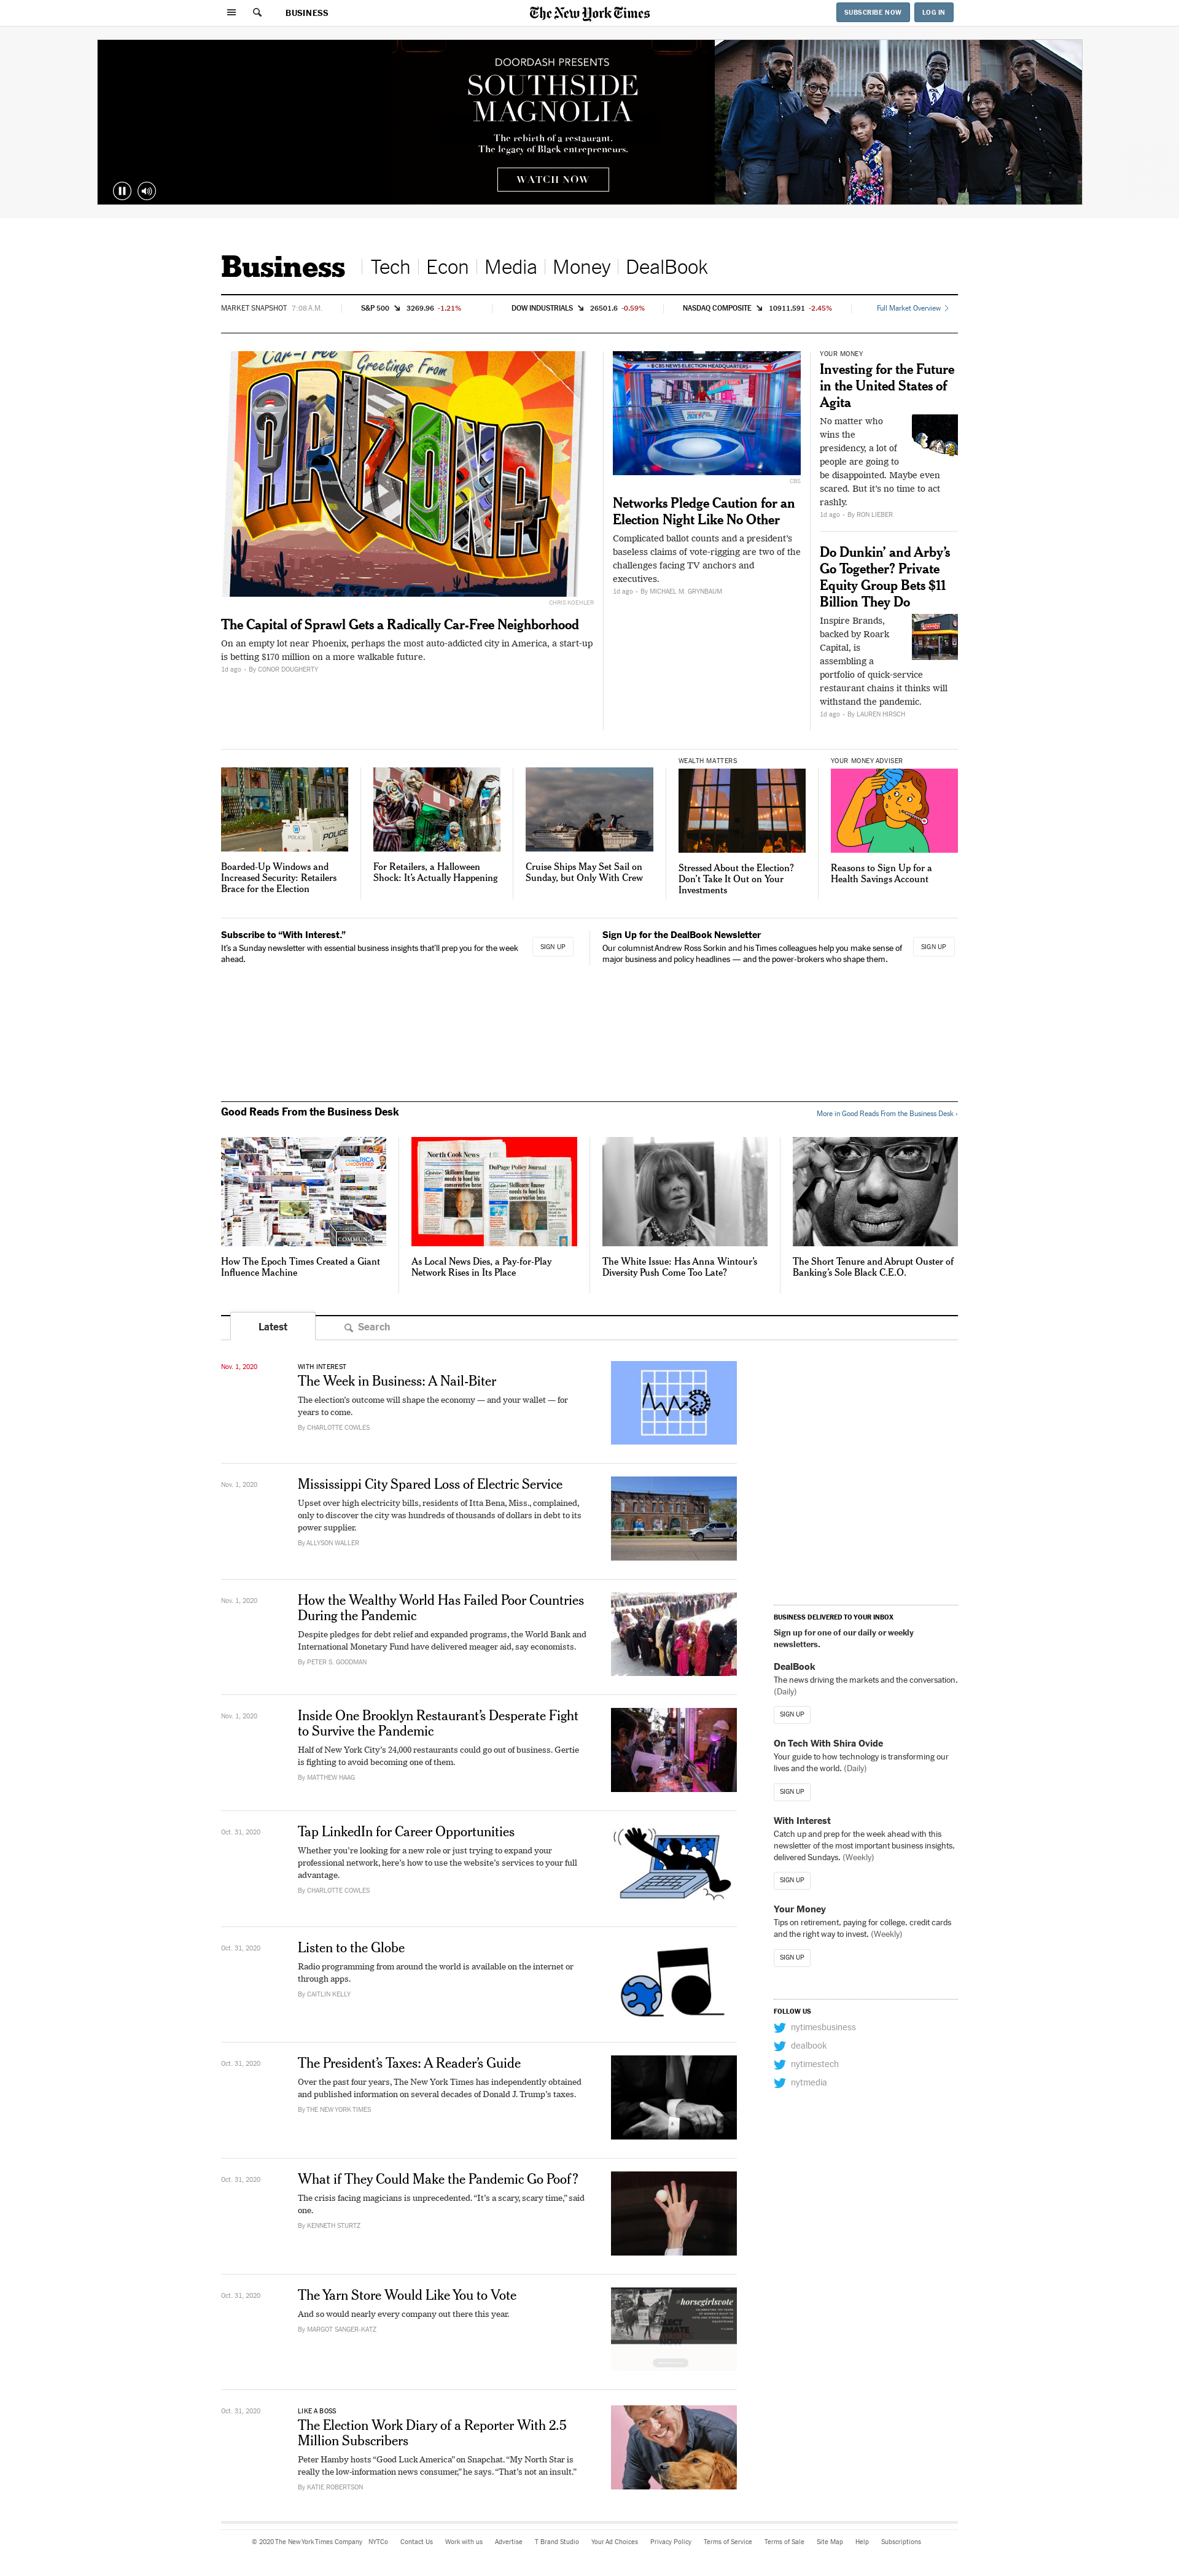 BUSINESS
The New York Times
SUBSCRIBE NOW
LOG IN
DOORDASH PRESENTS
SOUTHSIDE
MAGNOLIA
The rebirth of a restaurant.
The legacy of Black entrepreneurs.
WATCH NOW
Business
Tech
Econ
Media
Money
DealBook
MARKET SNAPSHOT 7:08 A.M.
S&P 500 3269.96 -1.21%
DOW INDUSTRIALS 26501.6 -0.59%
NASDAQ COMPOSITE 10911.591 -2.45%
Full Market Overview
Car-Free
Greetings From
ARIZONA
CHRIS KOEHLER
The Capital of Sprawl Gets a Radically Car-Free Neighborhood
On an empty lot near Phoenix, perhaps the most auto-addicted city in America, a start-up
is betting $170 million on a more walkable future.
1d ago - By CONOR DOUGHERTY
CBS NEWS ELECTION HEADQUARTERS
CBS
Networks Pledge Caution for an
Election Night Like No Other
Complicated ballot counts and a president's
baseless claims of vote-rigging are two of the
challenges facing TV anchors and
executives.
1d ago - By MICHAEL M. GRYNBAUM
YOUR MONEY
Investing for the Future
in the United States of
Agita
No matter who
wins the
presidency, a lot of
people are going to
be disappointed. Maybe even
scared. But it's no time to act
rashly.
1d ago - By RON LIEBER
Do Dunkin' and Arby's
Go Together? Private
Equity Group Bets $11
Billion They Do
Inspire Brands,
backed by Roark
Capital, is
assembling a
portfolio of quick-service
restaurant chains it thinks will
withstand the pandemic.
1d ago - By LAUREN HIRSCH
POLICE
POLICE
Boarded-Up Windows and
Increased Security: Retailers
Brace for the Election
For Retailers, a Halloween
Shock: It's Actually Happening
Cruise Ships May Set Sail on
Sunday, but Only With Crew
WEALTH MATTERS
Stressed About the Election?
Don't Take It Out on Your
Investments
YOUR MONEY ADVISER
Reasons to Sign Up for a
Health Savings Account
Subscribe to “With Interest.”
It's a Sunday newsletter with essential business insights that'll prep you for the week
ahead.
SIGN UP
Sign Up for the DealBook Newsletter
Our columnist Andrew Ross Sorkin and his Times colleagues help you make sense of
major business and policy headlines — and the power-brokers who shape them.
SIGN UP
Good Reads From the Business Desk
More in Good Reads From the Business Desk ›
How The Epoch Times Created a Giant
Influence Machine
North Cook News
DuPage Policy Journal
As Local News Dies, a Pay-for-Play
Network Rises in Its Place
The White Issue: Has Anna Wintour's
Diversity Push Come Too Late?
The Short Tenure and Abrupt Ouster of
Banking's Sole Black C.E.O.
Latest
Search
Nov. 1, 2020
WITH INTEREST
The Week in Business: A Nail-Biter
The election's outcome will shape the economy — and your wallet — for
years to come.
By CHARLOTTE COWLES
Nov. 1, 2020
Mississippi City Spared Loss of Electric Service
Upset over high electricity bills, residents of Itta Bena, Miss., complained,
only to discover the city was hundreds of thousands of dollars in debt to its
power supplier.
By ALLYSON WALLER
Nov. 1, 2020
How the Wealthy World Has Failed Poor Countries
During the Pandemic
Despite pledges for debt relief and expanded programs, the World Bank and
International Monetary Fund have delivered meager aid, say economists.
By PETER S. GOODMAN
Nov. 1, 2020
Inside One Brooklyn Restaurant's Desperate Fight
to Survive the Pandemic
Half of New York City's 24,000 restaurants could go out of business. Gertie
is fighting to avoid becoming one of them.
By MATTHEW HAAG
Oct. 31, 2020
Tap LinkedIn for Career Opportunities
Whether you're looking for a new role or just trying to expand your
professional network, here's how to use the website's services to your full
advantage.
By CHARLOTTE COWLES
Oct. 31, 2020
Listen to the Globe
Radio programming from around the world is available on the internet or
through apps.
By CAITLIN KELLY
Oct. 31, 2020
The President's Taxes: A Reader's Guide
Over the past four years, The New York Times has independently obtained
and published information on several decades of Donald J. Trump's taxes.
By THE NEW YORK TIMES
Oct. 31, 2020
What if They Could Make the Pandemic Go Poof?
The crisis facing magicians is unprecedented. “It's a scary, scary time,” said
one.
By KENNETH STURTZ
Oct. 31, 2020
The Yarn Store Would Like You to Vote
And so would nearly every company out there this year.
By MARGOT SANGER-KATZ
#horsegirlsvote
Oct. 31, 2020
LIKE A BOSS
The Election Work Diary of a Reporter With 2.5
Million Subscribers
Peter Hamby hosts “Good Luck America” on Snapchat. “My North Star is
really the low-information news consumer,” he says. “That's not an insult.”
By KATIE ROBERTSON
BUSINESS DELIVERED TO YOUR INBOX
Sign up for one of our daily or weekly
newsletters.
DealBook
The news driving the markets and the conversation.
(Daily)
SIGN UP
On Tech With Shira Ovide
Your guide to how technology is transforming our
lives and the world. (Daily)
SIGN UP
With Interest
Catch up and prep for the week ahead with this
newsletter of the most important business insights,
delivered Sundays. (Weekly)
SIGN UP
Your Money
Tips on retirement, paying for college, credit cards
and the right way to invest. (Weekly)
SIGN UP
FOLLOW US
nytimesbusiness
dealbook
nytimestech
nytmedia
© 2020 The New York Times Company NYTCo Contact Us Work with us Advertise T Brand Studio Your Ad Choices Privacy Policy Terms of Service Terms of Sale Site Map Help Subscriptions